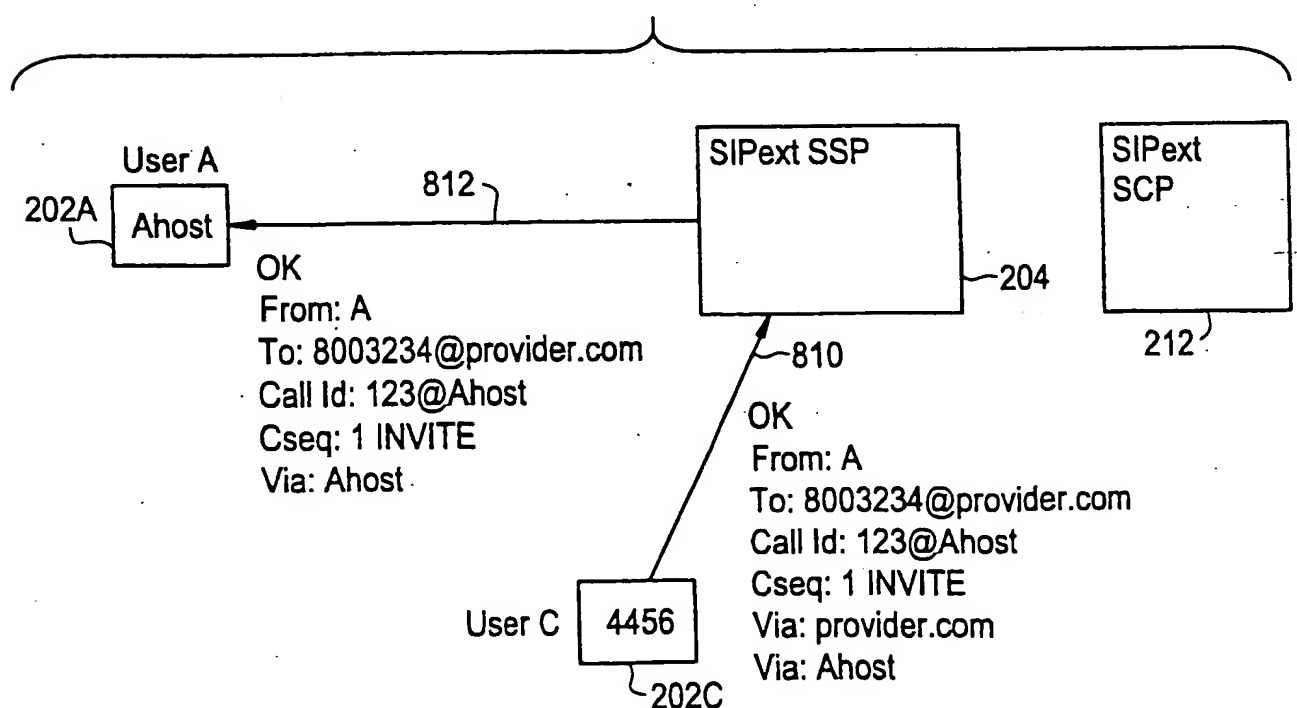 User A
202A
Ahost
812
SIPext SSP
204
SIPext
SCP
212
OK
From: A
To: 8003234@provider.com
Call Id: 123@Ahost
Cseq: 1 INVITE
Via: Ahost
810
OK
From: A
To: 8003234@provider.com
Call Id: 123@Ahost
Cseq: 1 INVITE
Via: provider.com
Via: Ahost
User C
4456
202C